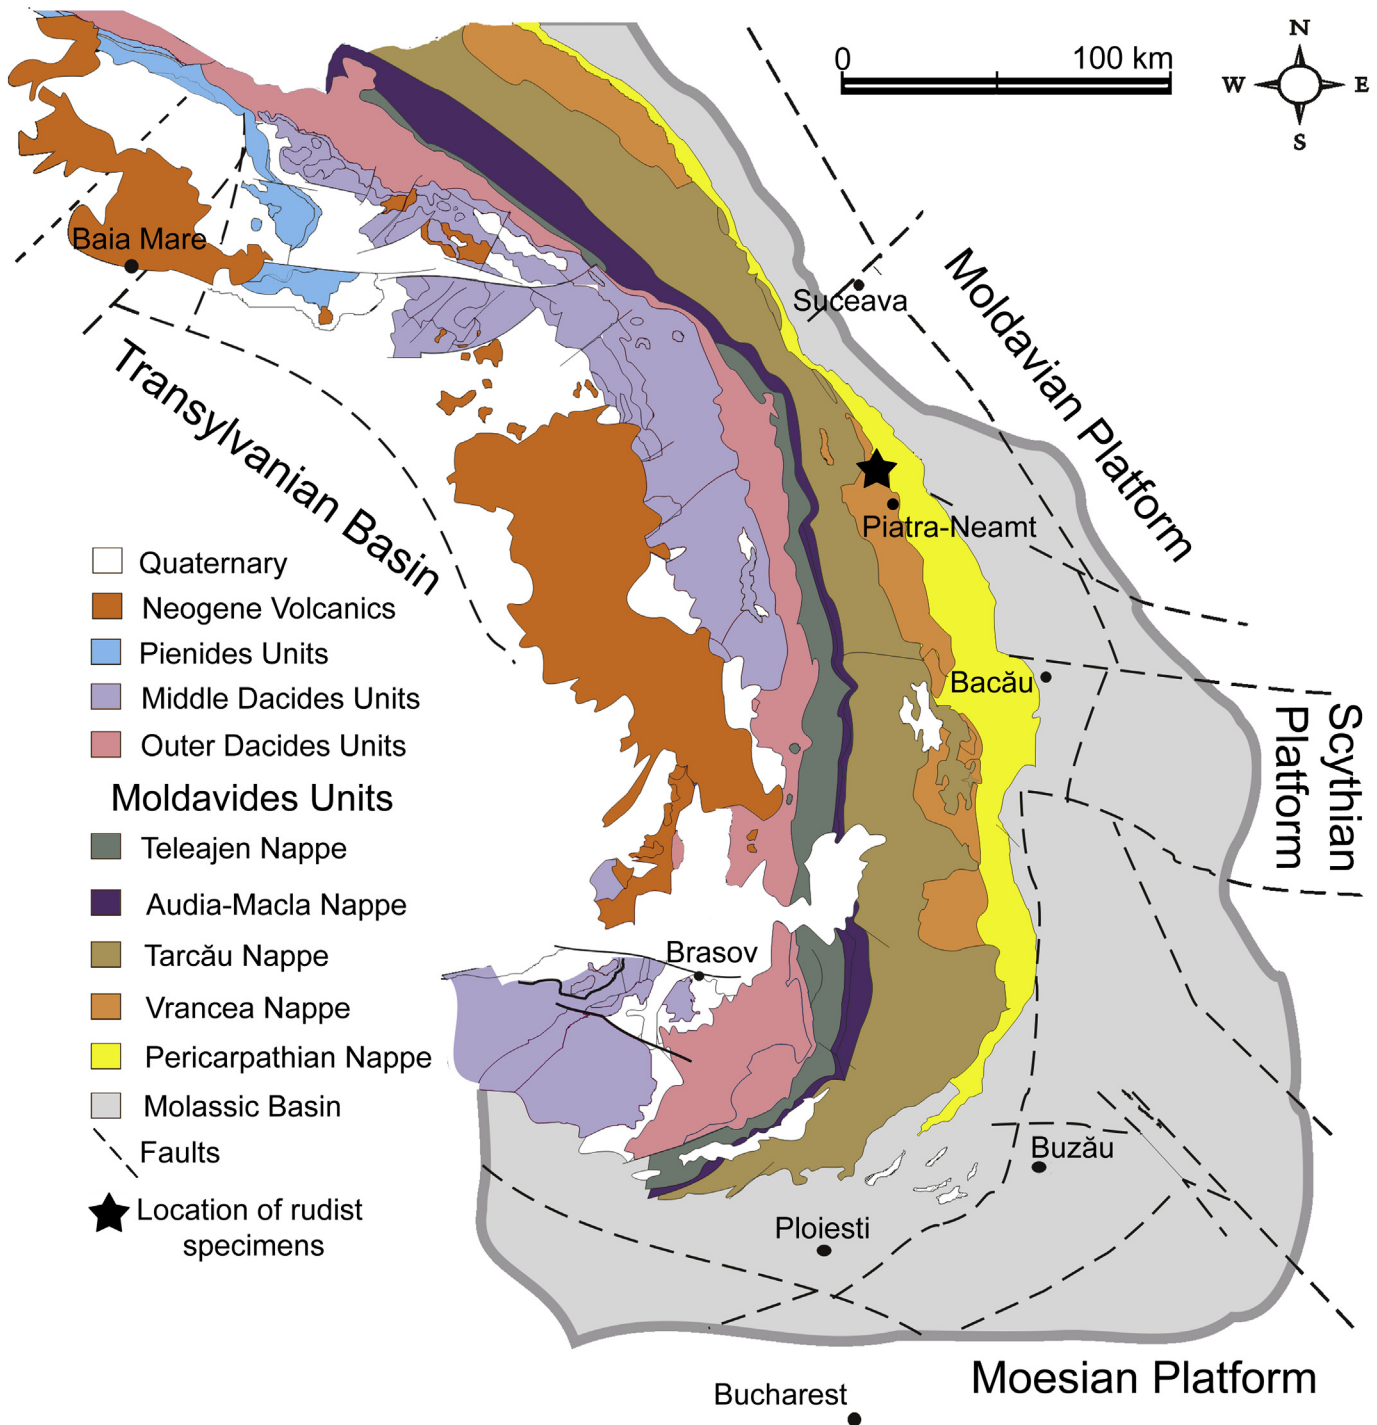 N
W E
S
0 100 km
Baia Mare
Suceava
Moldavian Platform
Transylvanian Basin
Piatra-Neamt
Bacău
Scythian
Platform
Quaternary
Neogene Volcanics
Pienides Units
Middle Dacides Units
Outer Dacides Units
Moldavides Units
Teleajen Nappe
Audia-Macla Nappe
Tarcău Nappe
Vrancea Nappe
Pericarpathian Nappe
Molassic Basin
Faults
Location of rudist
specimens
Brasov
Buzău
Ploiesti
Moesian Platform
Bucharest